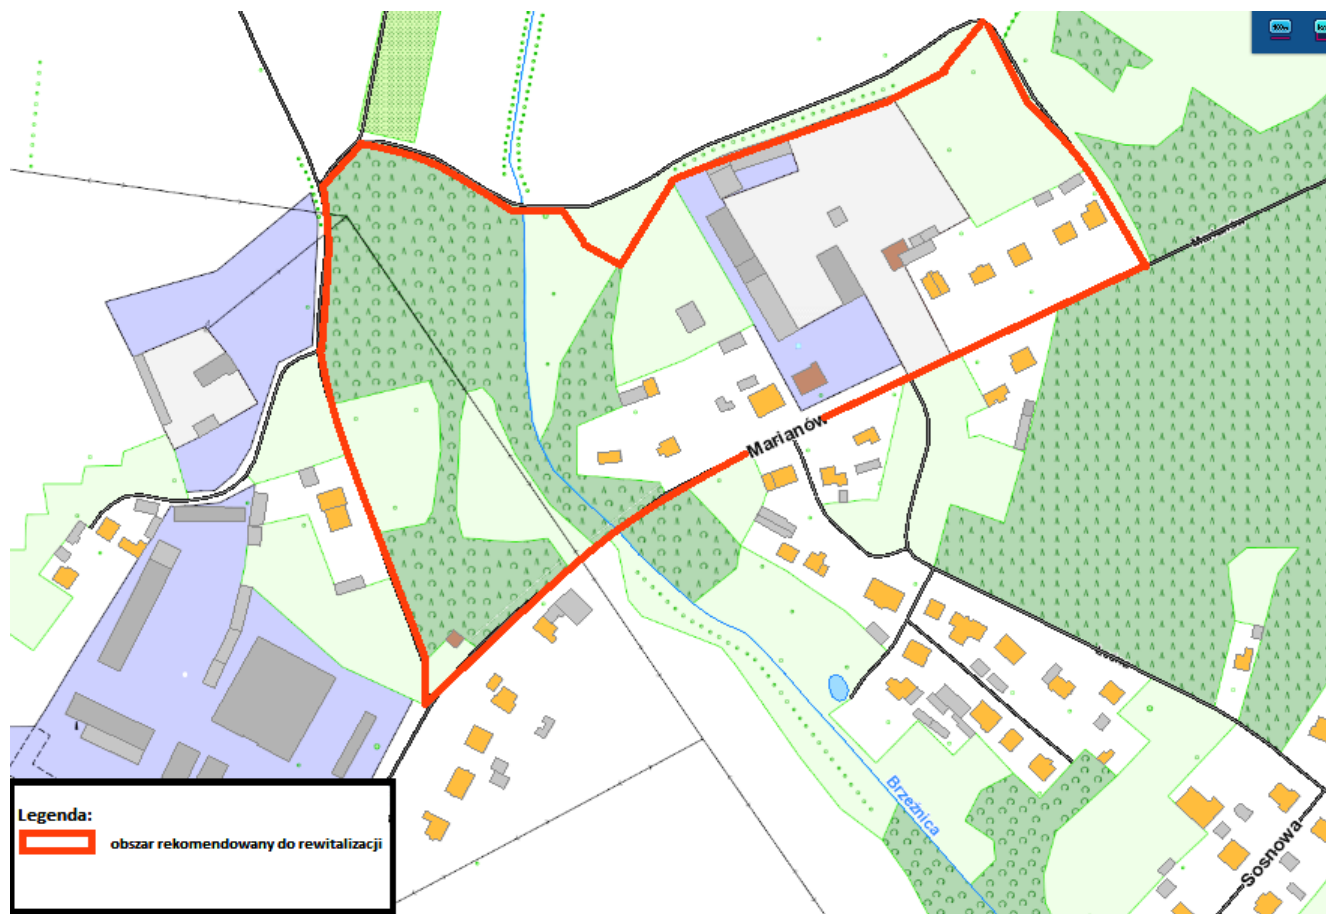 Marianów
Brzeźnica
Sosnowa
Legenda:
obszar rekomendowany do rewitalizacji